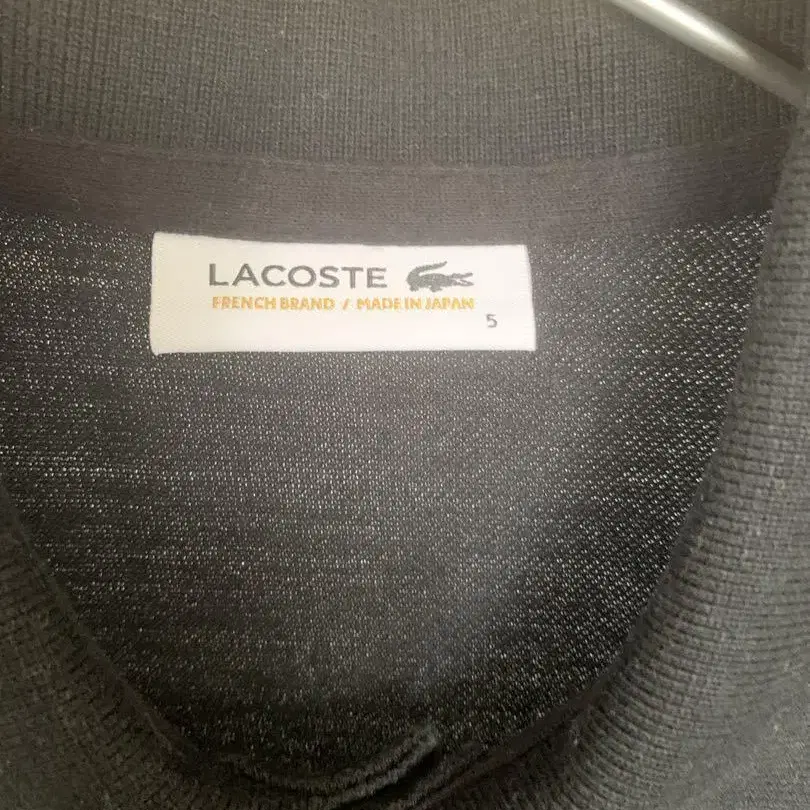 LACOSTE
FRENCH BRAND / MADE IN JAPAN
5